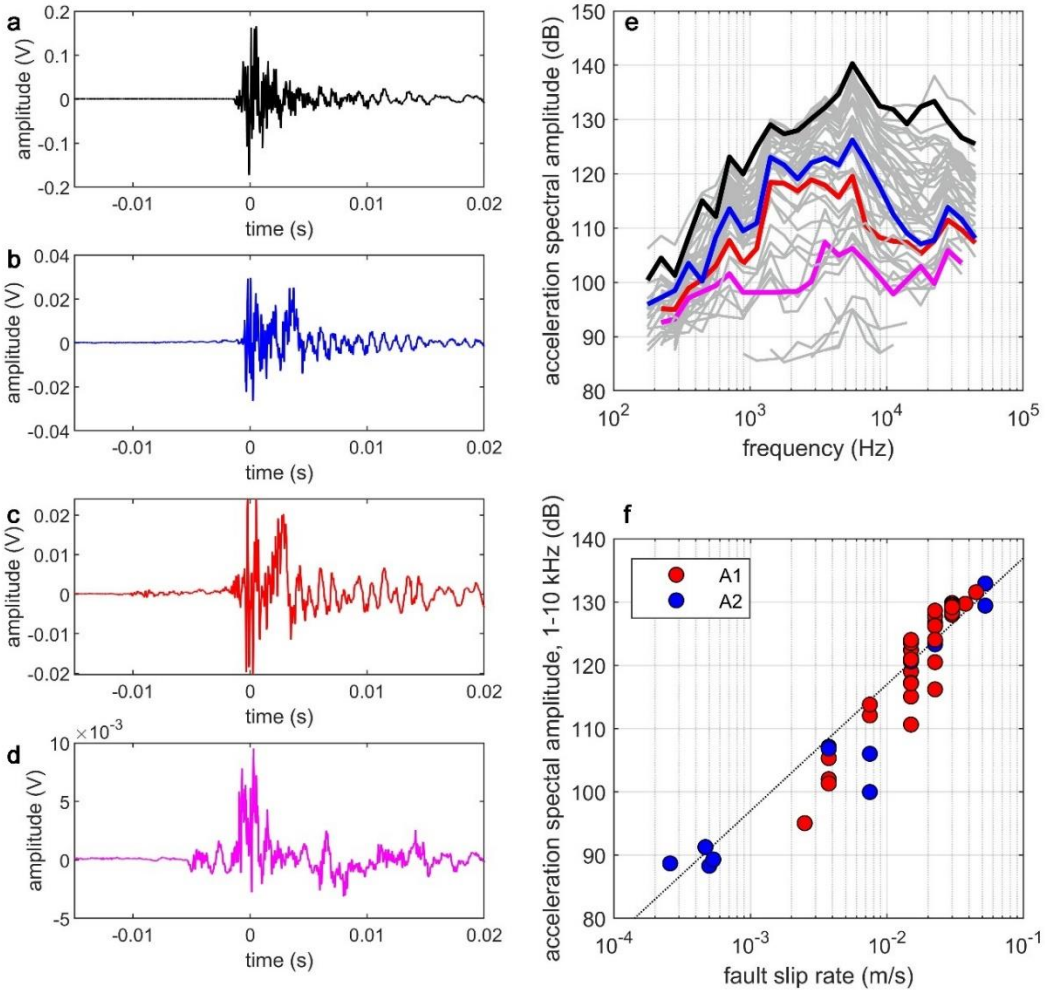 a
amplitude (V)
0.2
0.1
0
-0.1
-0.2
-0.01 0 0.01 0.02
time (s)
b
amplitude (V)
0.04
0.02
0
-0.02
-0.04
-0.01 0 0.01 0.02
time (s)
c
amplitude (V)
0.02
0.01
0
-0.01
-0.02
-0.01 0 0.01 0.02
time (s)
d
×10⁻³
amplitude (V)
10
5
0
-5
-0.01 0 0.01 0.02
time (s)
e
acceleration spectral amplitude (dB)
150
140
130
120
110
100
90
80
10² 10³ 10⁴ 10⁵
frequency (Hz)
f
acceleration spectal amplitude, 1-10 kHz (dB)
140
130
120
110
100
90
80
A1
A2
10⁻⁴ 10⁻³ 10⁻² 10⁻¹
fault slip rate (m/s)